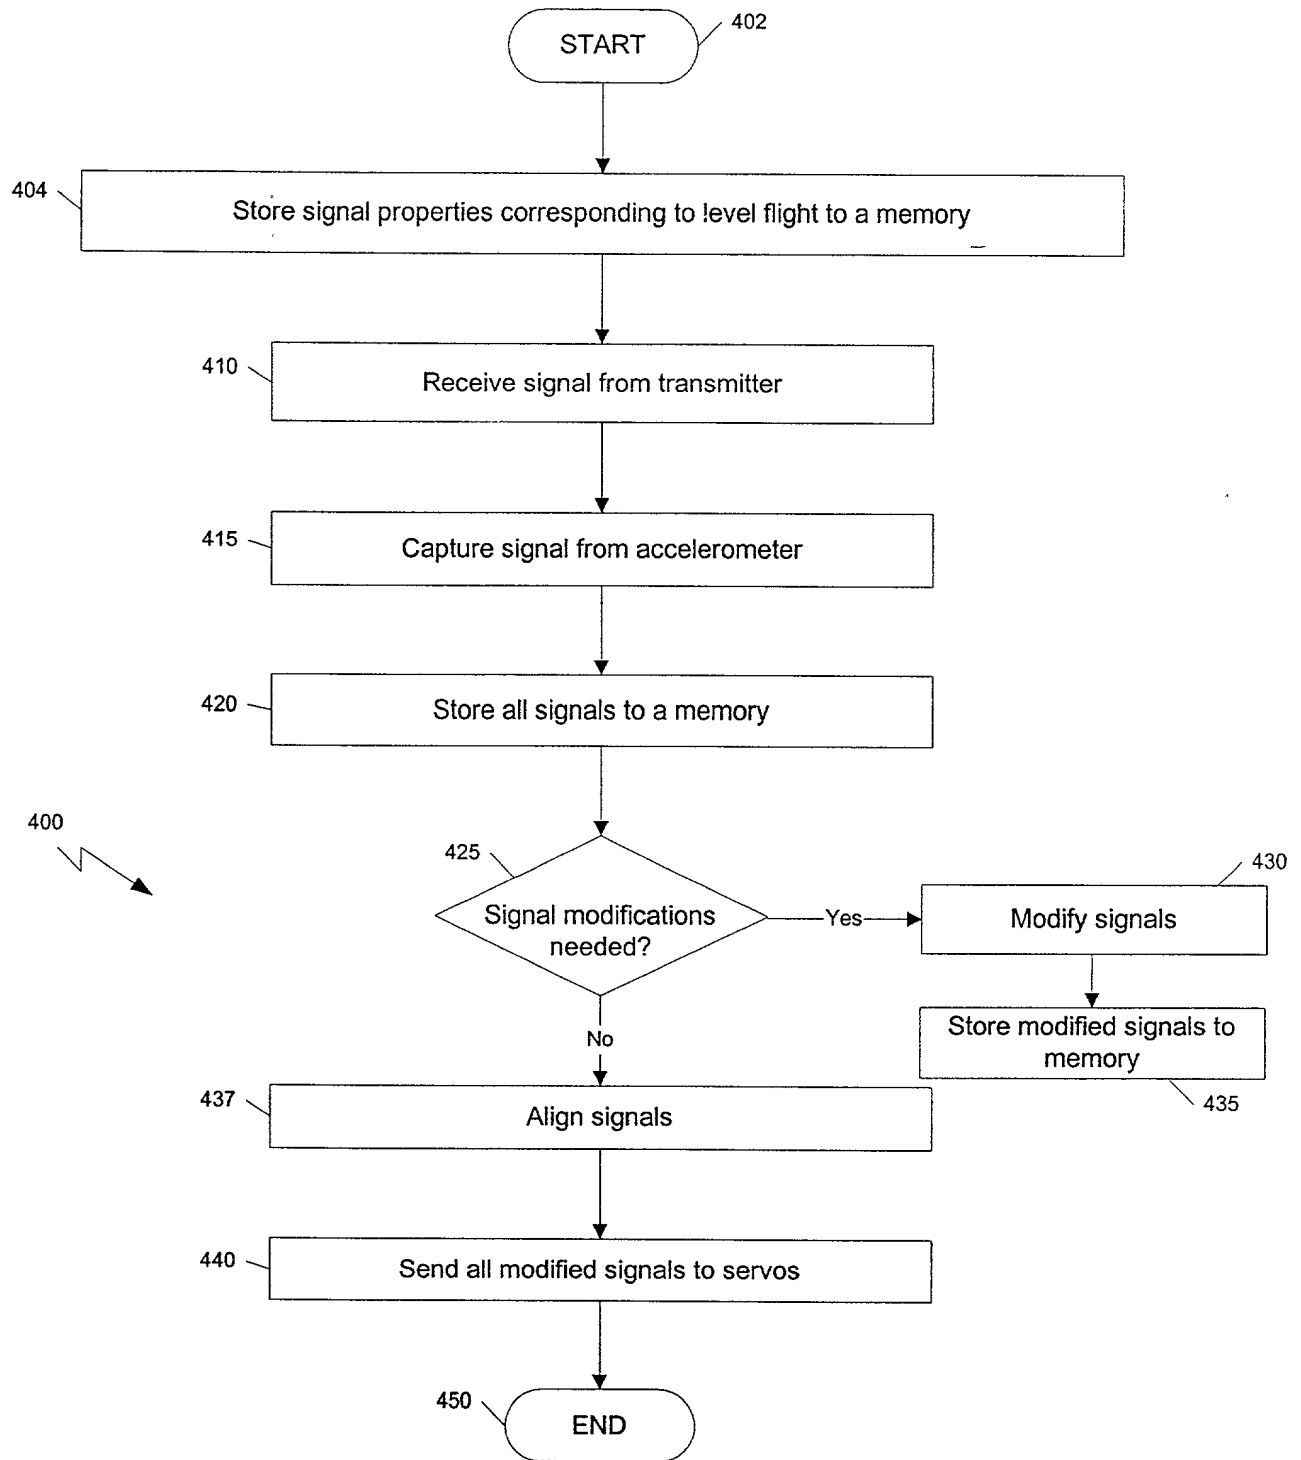 START
402
404
Store signal properties corresponding to level flight to a memory
410
Receive signal from transmitter
415
Capture signal from accelerometer
420
Store all signals to a memory
400
425
Signal modifications
needed?
Yes
430
Modify signals
Store modified signals to
memory
435
No
437
Align signals
440
Send all modified signals to servos
450
END